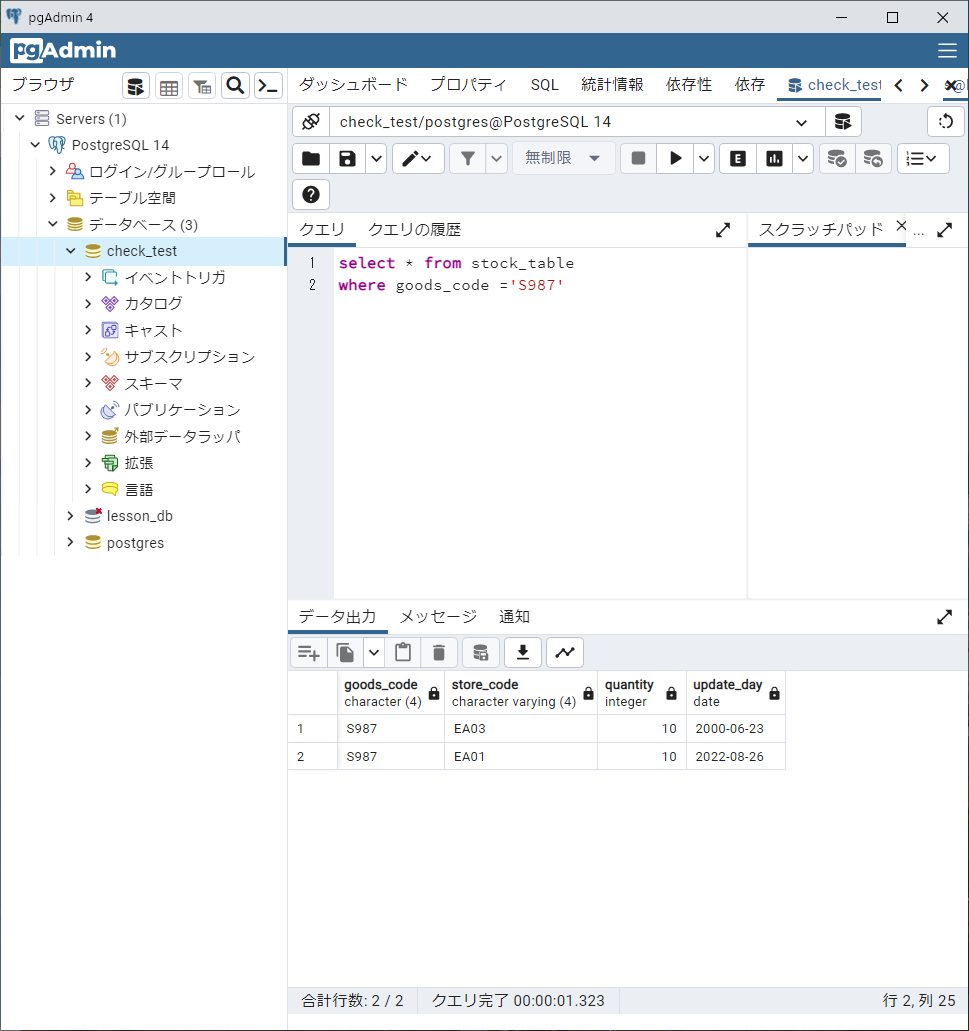 pgAdmin 4
pgAdmin
ブラウザ
ダッシュボード プロパティ SQL 統計情報 依存性 依存 check_test
Servers (1)
PostgreSQL 14
ログイン/グループロール
テーブル空間
データベース (3)
check_test
イベントトリガ
カタログ
キャスト
サブスクリプション
スキーマ
パブリケーション
外部データラッパ
拡張
言語
lesson_db
postgres
check_test/postgres@PostgreSQL 14
無制限
クエリ クエリの履歴
スクラッチパッド ...
1 select * from stock_table
2 where goods_code ='S987'
データ出力 メッセージ 通知
goods_code store_code quantity update_day
character (4) character varying (4) integer date
1 S987 EA03 10 2000-06-23
2 S987 EA01 10 2022-08-26
合計行数: 2 / 2 クエリ完了 00:00:01.323 行 2, 列 25